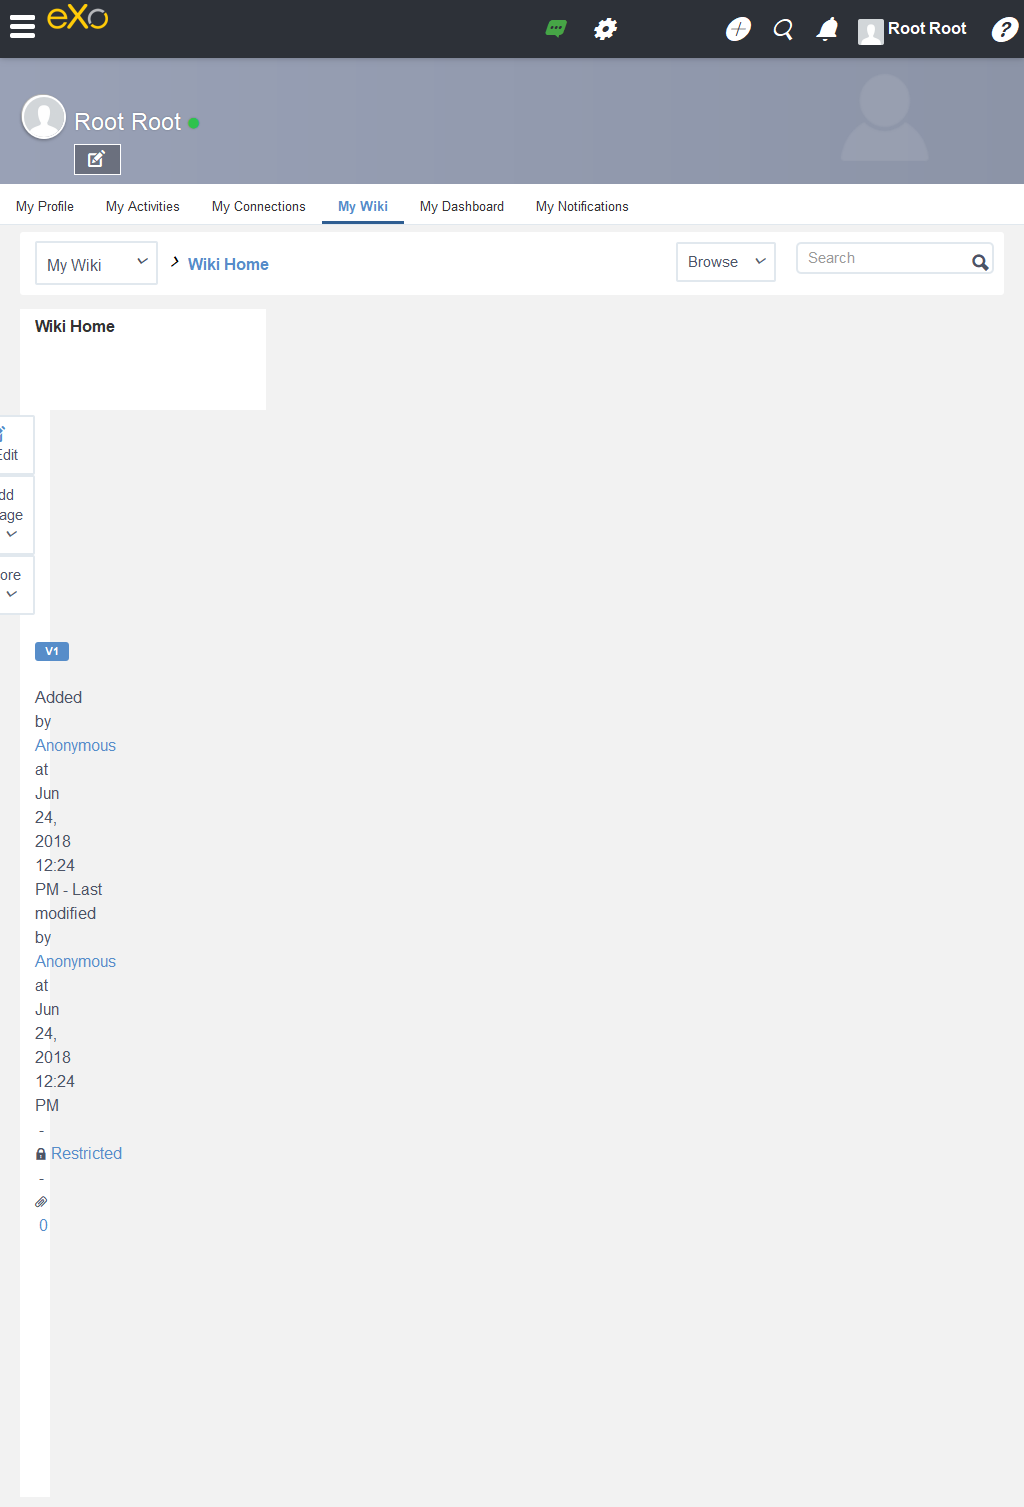 eXo
Root Root
Root Root
My Profile My Activities My Connections My Wiki My Dashboard My Notifications
My Wiki Wiki Home Browse Search
Wiki Home
Edit
dd
age
ore
V1
Added
by
Anonymous
at
Jun
24,
2018
12:24
PM - Last
modified
by
Anonymous
at
Jun
24,
2018
12:24
PM
-
Restricted
-
0